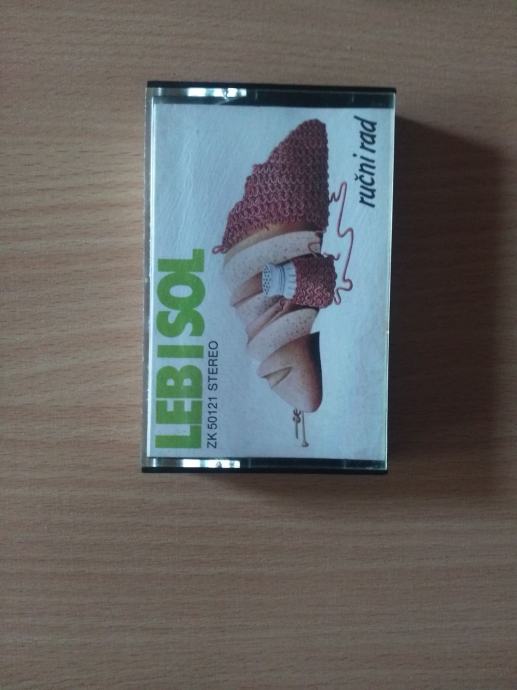 LEB I SOL
ZK 50121 STEREO
ručni rad